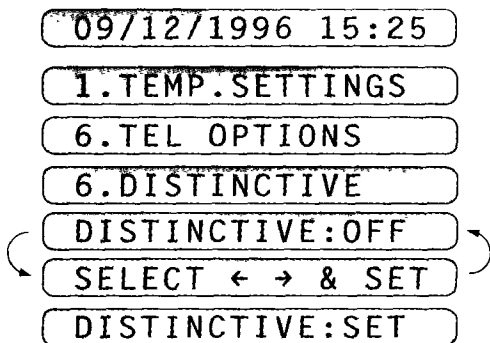 09/12/1996 15:25
1.TEMP.SETTINGS
6.TEL OPTIONS
6.DISTINCTIVE
DISTINCTIVE:OFF
SELECT ← → & SET
DISTINCTIVE:SET